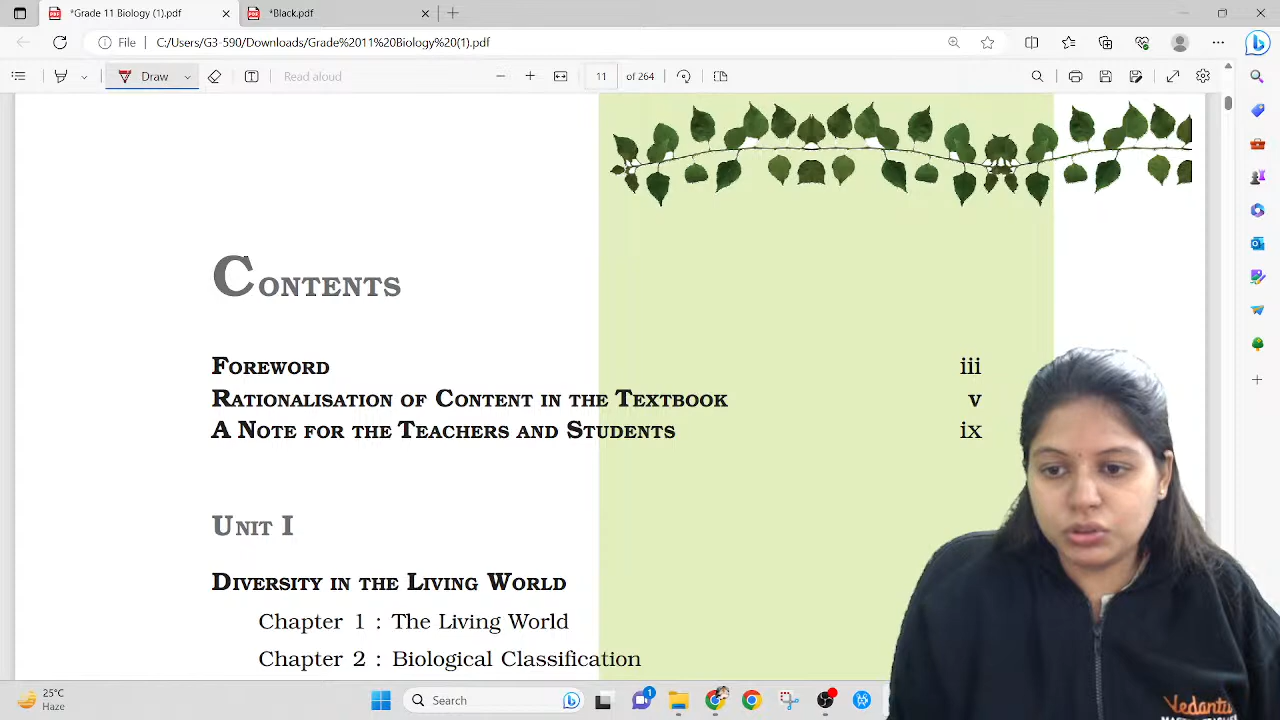 *Grade 11 Biology (1).pdf
*Black.pdf
File
C:/Users/G3-590/Downloads/Grade%2011%20Biology%20(1).pdf
Draw
Read aloud
11
of 264
CONTENTS
FOREWORD iii
RATIONALISATION OF CONTENT IN THE TEXTBOOK v
A NOTE FOR THE TEACHERS AND STUDENTS ix
UNIT I
DIVERSITY IN THE LIVING WORLD
Chapter 1 : The Living World
Chapter 2 : Biological Classification
25°C
Haze
Search
1